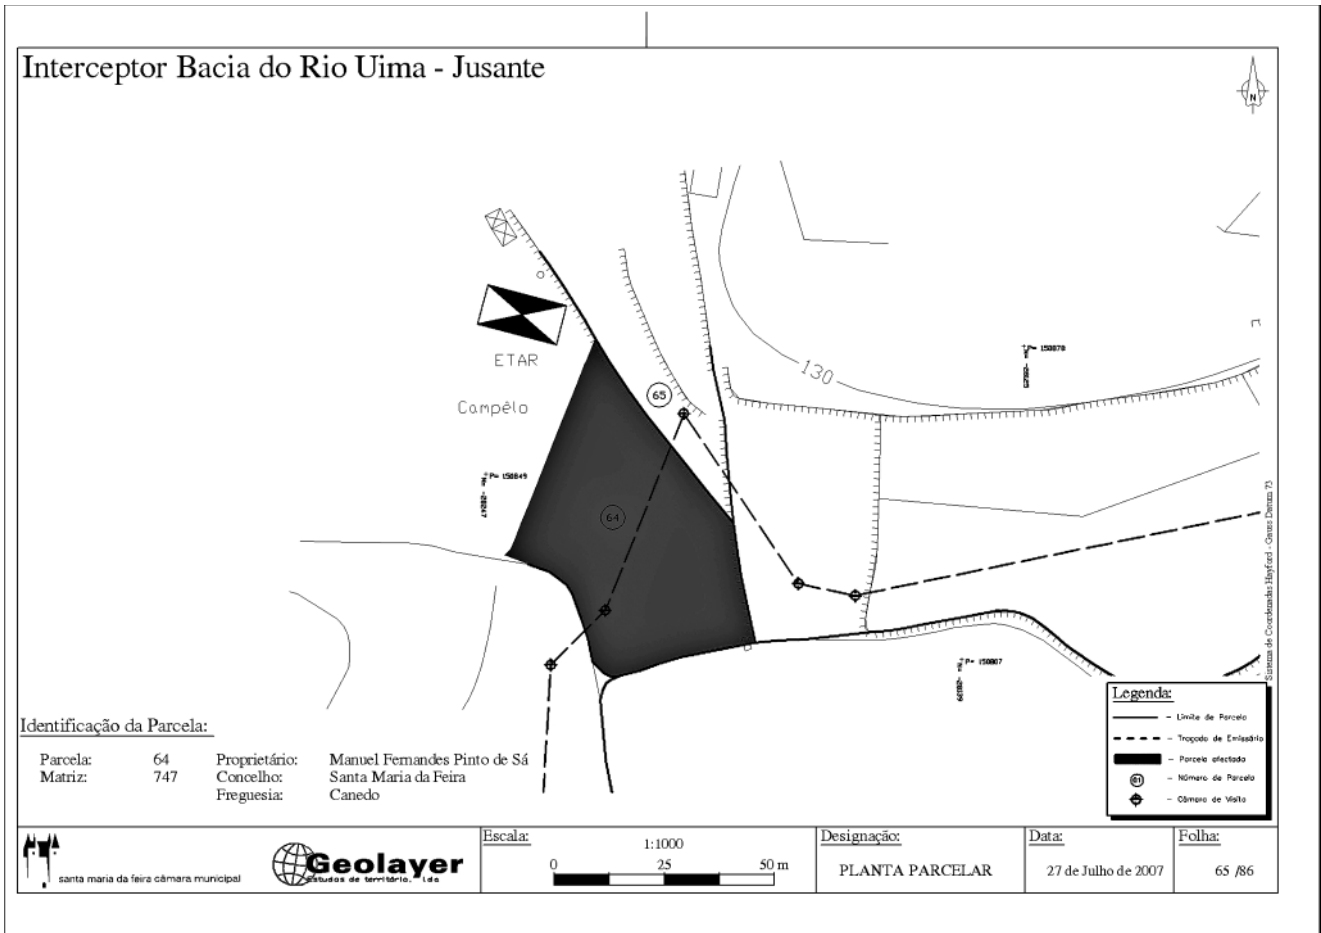 Interceptor Bacia do Rio Uima - Jusante
N
130
P= 150870
ETAR
65
Campêlo
P= 150849
64
Sistema de Coordenadas Hayford - Gauss Datum 73
P= 150807
Legenda:
- Limite de Parcela
- Traçado de Emissário
- Parcela afectada
61 - Número de Parcela
- Câmara de Visita
Identificação da Parcela:
Parcela: 64 Proprietário: Manuel Fernandes Pinto de Sá
Matriz: 747 Concelho: Santa Maria da Feira
Freguesia: Canedo
santa maria da feira câmara municipal
Geolayer
Estudos de território, lda
Escala:
1:1000
0 25 50 m
Designação:
PLANTA PARCELAR
Data:
27 de Julho de 2007
Folha:
65 /86